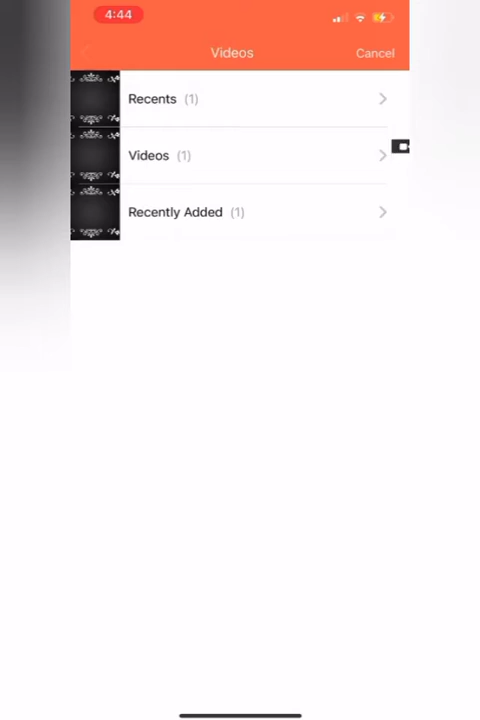 4:44
Videos
Cancel
Recents (1)
Videos (1)
Recently Added (1)